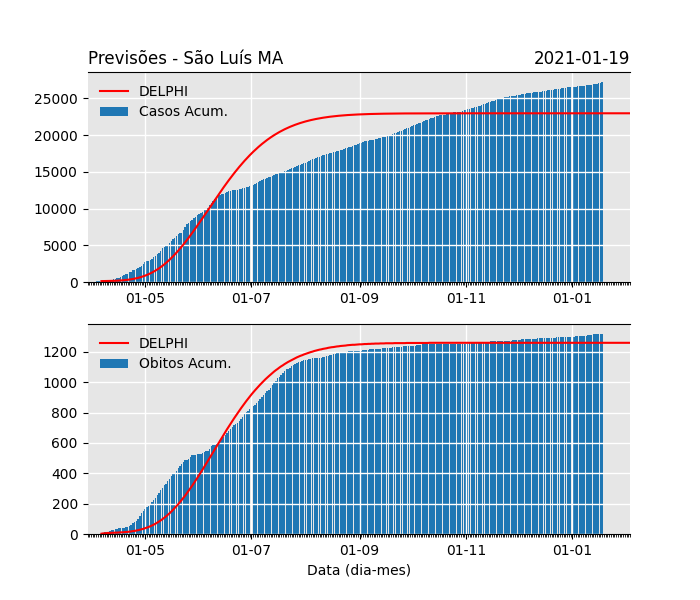 Previsões - São Luís MA 2021-01-19
DELPHI
Casos Acum.
25000
20000
15000
10000
5000
0
01-05 01-07 01-09 01-11 01-01
DELPHI
Obitos Acum.
1200
1000
800
600
400
200
0
01-05 01-07 01-09 01-11 01-01
Data (dia-mes)